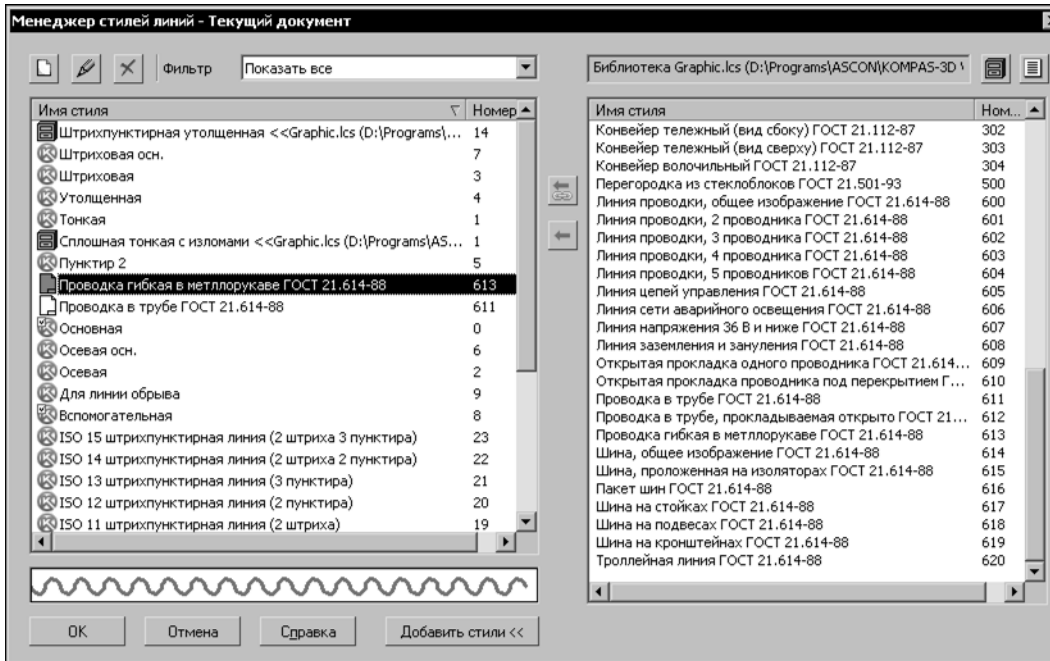 Менеджер стилей линий - Текущий документ
Фильтр
Показать все
Имя стиля Номер
Штрихпунктирная утолщенная <<Graphic.lcs (D:\Programs\... 14
Штриховая осн. 7
Штриховая 3
Утолщенная 4
Тонкая 1
Сплошная тонкая с изломами <<Graphic.lcs (D:\Programs\AS... 1
Пунктир 2 5
Проводка гибкая в метллорукаве ГОСТ 21.614-88 613
Проводка в трубе ГОСТ 21.614-88 611
Основная 0
Осевая осн. 6
Осевая 2
Для линии обрыва 9
Вспомогательная 8
ISO 15 штрихпунктирная линия (2 штриха 3 пунктира) 23
ISO 14 штрихпунктирная линия (2 штриха 2 пунктира) 22
ISO 13 штрихпунктирная линия (3 пунктира) 21
ISO 12 штрихпунктирная линия (2 пунктира) 20
ISO 11 штрихпунктирная линия (2 штриха) 19
OK
Отмена
Справка
Добавить стили <<
Библиотека Graphic.lcs (D:\Programs\ASCON\KOMPAS-3D
Имя стиля Ном...
Конвейер тележный (вид сбоку) ГОСТ 21.112-87 302
Конвейер тележный (вид сверху) ГОСТ 21.112-87 303
Конвейер волочильный ГОСТ 21.112-87 304
Перегородка из стеклоблоков ГОСТ 21.501-93 500
Линия проводки, общее изображение ГОСТ 21.614-88 600
Линия проводки, 2 проводника ГОСТ 21.614-88 601
Линия проводки, 3 проводника ГОСТ 21.614-88 602
Линия проводки, 4 проводника ГОСТ 21.614-88 603
Линия проводки, 5 проводников ГОСТ 21.614-88 604
Линия цепей управления ГОСТ 21.614-88 605
Линия сети аварийного освещения ГОСТ 21.614-88 606
Линия напряжения 36 В и ниже ГОСТ 21.614-88 607
Линия заземления и зануления ГОСТ 21.614-88 608
Открытая прокладка одного проводника ГОСТ 21.614... 609
Открытая прокладка проводника под перекрытием Г... 610
Проводка в трубе ГОСТ 21.614-88 611
Проводка в трубе, прокладываемая открыто ГОСТ 21... 612
Проводка гибкая в метллорукаве ГОСТ 21.614-88 613
Шина, общее изображение ГОСТ 21.614-88 614
Шина, проложенная на изоляторах ГОСТ 21.614-88 615
Пакет шин ГОСТ 21.614-88 616
Шина на стойках ГОСТ 21.614-88 617
Шина на подвесах ГОСТ 21.614-88 618
Шина на кронштейнах ГОСТ 21.614-88 619
Троллейная линия ГОСТ 21.614-88 620